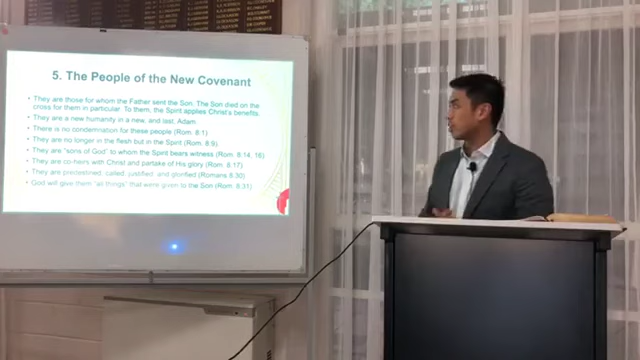 5. The People of the New Covenant
• They are those for whom the Father sent the Son. The Son died on the
cross for them in particular. To them, the Spirit applies Christ's benefits.
• They are a new humanity in a new, and last, Adam.
• There is no condemnation for these people (Rom. 8.1)
• They are no longer in the flesh but in the Spirit (Rom. 8.9)
• They are "sons of God" to whom the Spirit bears witness (Rom. 8.14, 16)
• They are co-heirs with Christ and partake of His glory (Rom. 8.17)
• They are predestined, called, justified, and glorified (Romans 8.30)
• God will give them "all things" that were given to the Son (Rom. 8.31)